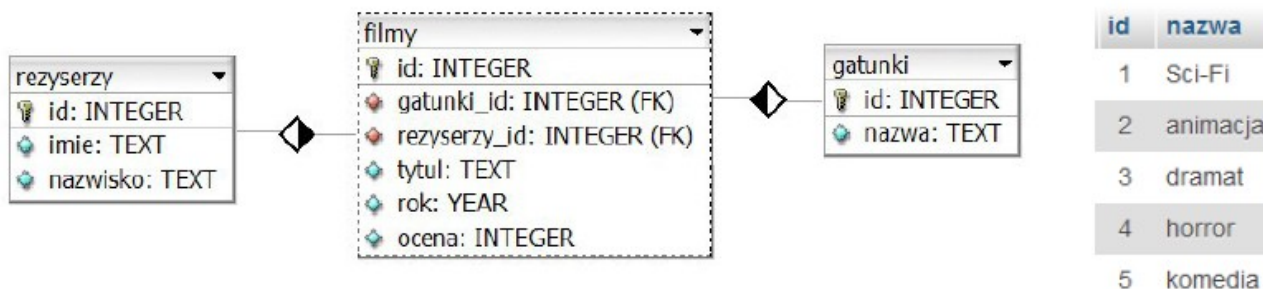 rezyserzy
id: INTEGER
imie: TEXT
nazwisko: TEXT
filmy
id: INTEGER
gatunki_id: INTEGER (FK)
rezyserzy_id: INTEGER (FK)
tytul: TEXT
rok: YEAR
ocena: INTEGER
gatunki
id: INTEGER
nazwa: TEXT
id nazwa
1 Sci-Fi
2 animacja
3 dramat
4 horror
5 komedia